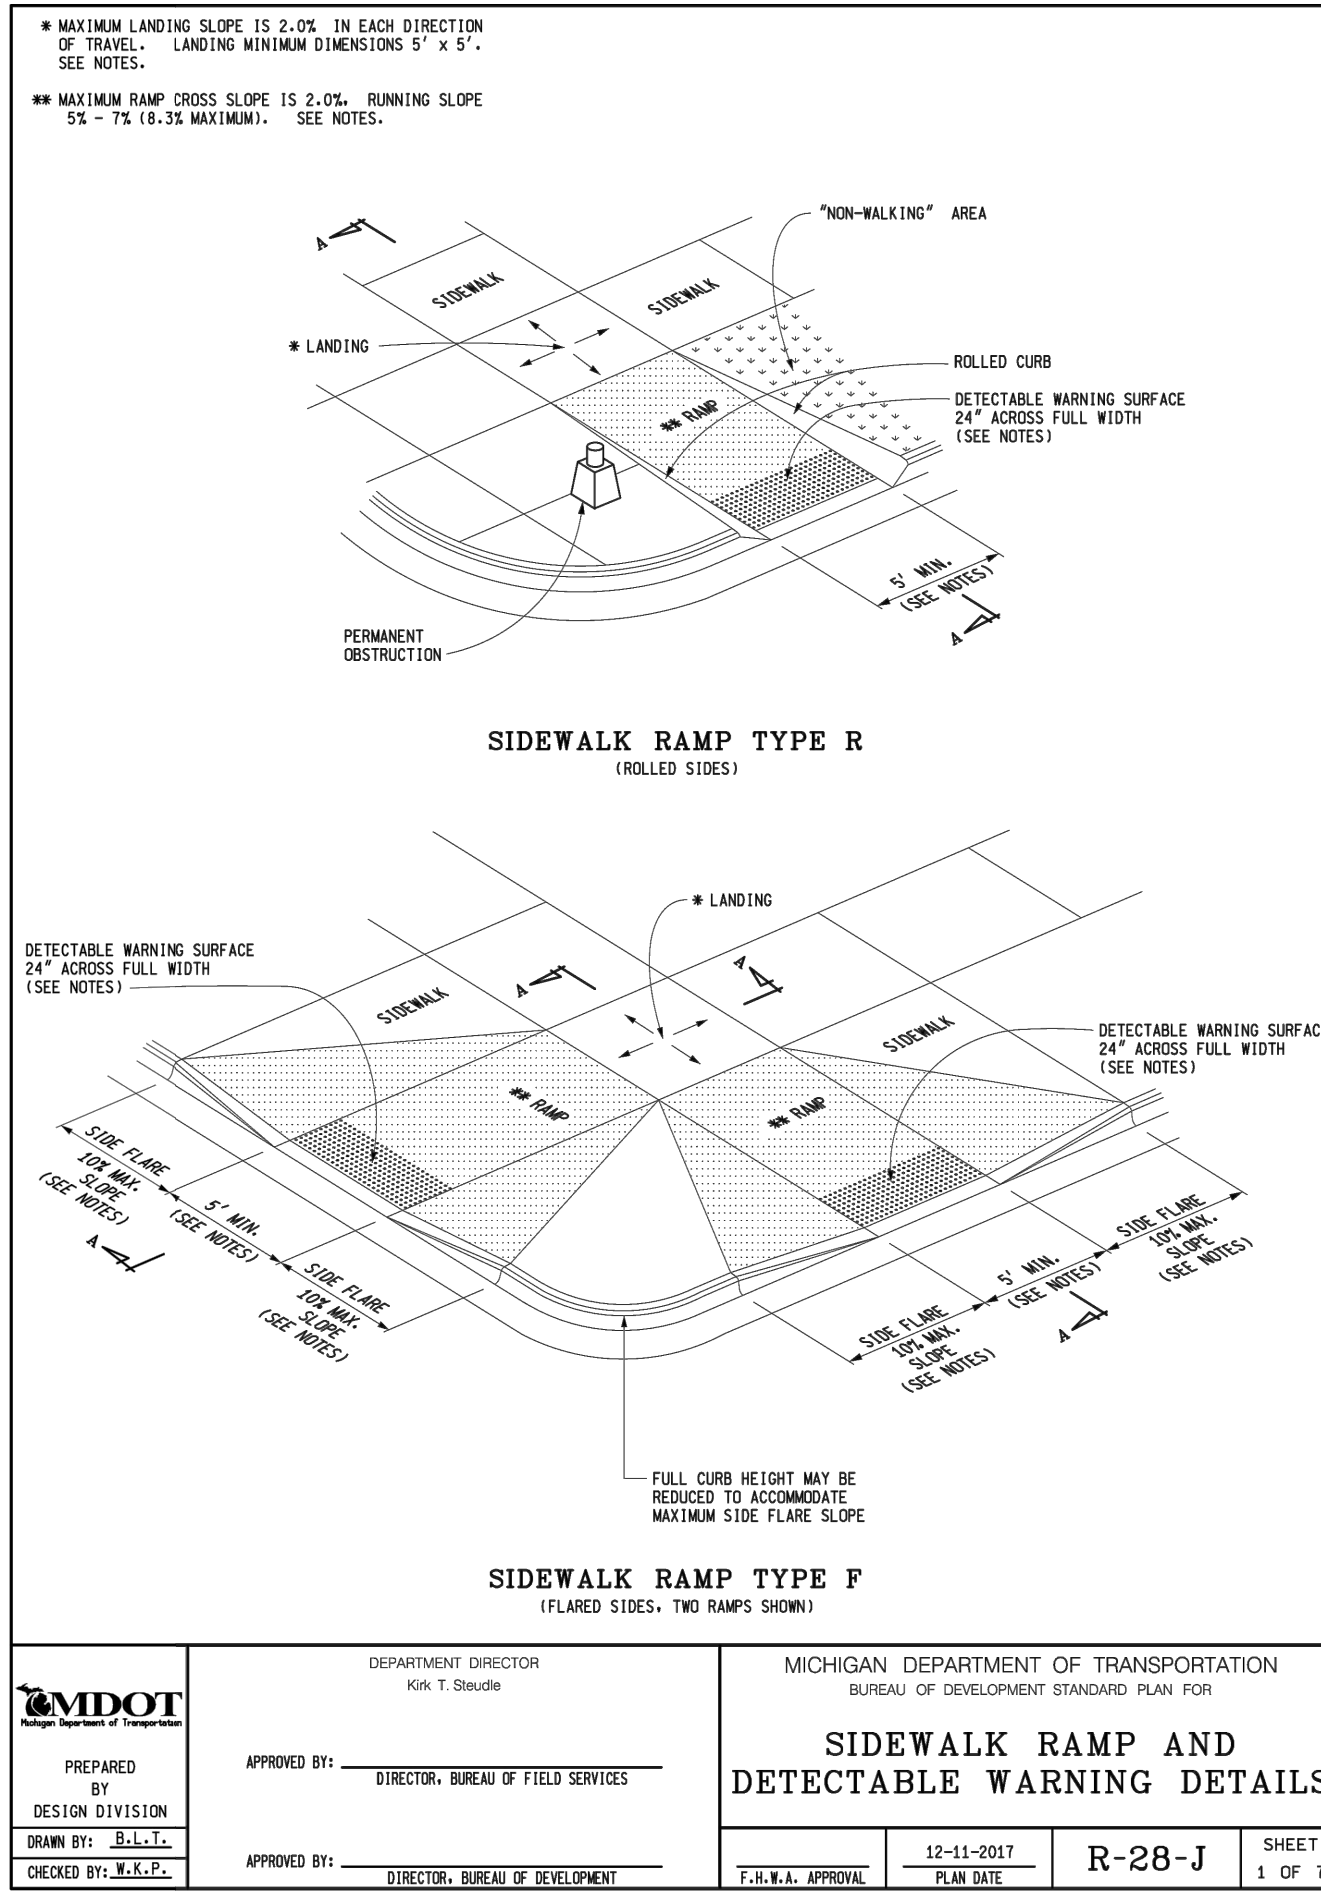 * MAXIMUM LANDING SLOPE IS 2.0% IN EACH DIRECTION
OF TRAVEL. LANDING MINIMUM DIMENSIONS 5' x 5'.
SEE NOTES.
** MAXIMUM RAMP CROSS SLOPE IS 2.0%, RUNNING SLOPE
5% - 7% (8.3% MAXIMUM). SEE NOTES.
"NON-WALKING" AREA
A
SIDEWALK
SIDEWALK
* LANDING
ROLLED CURB
** RAMP
DETECTABLE WARNING SURFACE
24" ACROSS FULL WIDTH
(SEE NOTES)
5' MIN.
(SEE NOTES)
A
PERMANENT
OBSTRUCTION
SIDEWALK RAMP TYPE R
(ROLLED SIDES)
* LANDING
DETECTABLE WARNING SURFACE
24" ACROSS FULL WIDTH
(SEE NOTES)
A
A
SIDEWALK
SIDEWALK
DETECTABLE WARNING SURFAC
24" ACROSS FULL WIDTH
(SEE NOTES)
** RAMP
** RAMP
SIDE FLARE
10% MAX.
SLOPE
(SEE NOTES)
5' MIN.
(SEE NOTES)
A
SIDE FLARE
10% MAX.
SLOPE
(SEE NOTES)
SIDE FLARE
10% MAX.
SLOPE
(SEE NOTES)
5' MIN.
(SEE NOTES)
A
SIDE FLARE
10% MAX.
SLOPE
(SEE NOTES)
FULL CURB HEIGHT MAY BE
REDUCED TO ACCOMMODATE
MAXIMUM SIDE FLARE SLOPE
SIDEWALK RAMP TYPE F
(FLARED SIDES, TWO RAMPS SHOWN)
MDOT
Michigan Department of Transportation
PREPARED
BY
DESIGN DIVISION
DRAWN BY: B.L.T.
CHECKED BY: W.K.P.
DEPARTMENT DIRECTOR
Kirk T. Steudle
APPROVED BY:
DIRECTOR, BUREAU OF FIELD SERVICES
APPROVED BY:
DIRECTOR, BUREAU OF DEVELOPMENT
MICHIGAN DEPARTMENT OF TRANSPORTATION
BUREAU OF DEVELOPMENT STANDARD PLAN FOR
SIDEWALK RAMP AND
DETECTABLE WARNING DETAILS
F.H.W.A. APPROVAL
12-11-2017
PLAN DATE
R-28-J
SHEET
1 OF 7